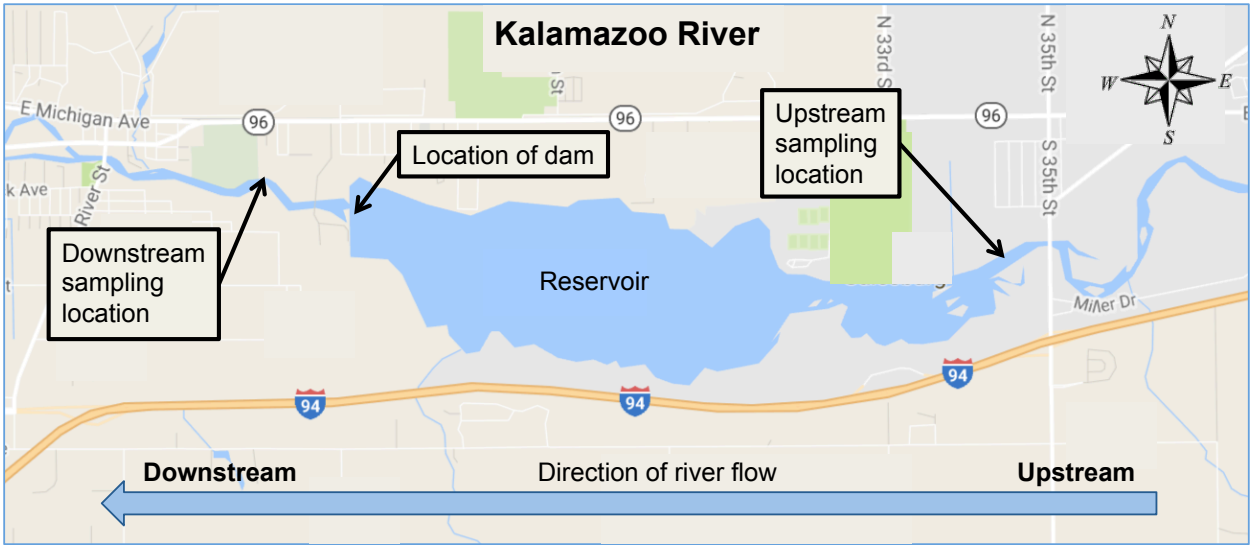 Kalamazoo River
N 33rd S
N 35th St
N
W
E
S
E Michigan Ave
96
96
96
Location of dam
Upstream
sampling
location
S 35th St
k Ave
River St
Downstream
sampling
location
Reservoir
Miller Dr
94
94
94
Downstream
Direction of river flow
Upstream